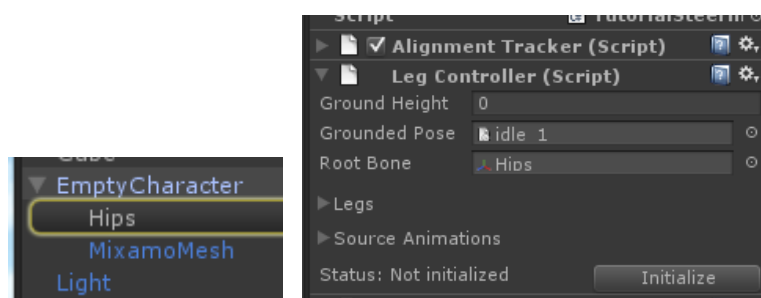 EmptyCharacter
Hips
MixamoMesh
Light
Script
Alignment Tracker (Script)
Leg Controller (Script)
Ground Height 0
Grounded Pose idle_1
Root Bone Hips
Legs
Source Animations
Status: Not initialized Initialize